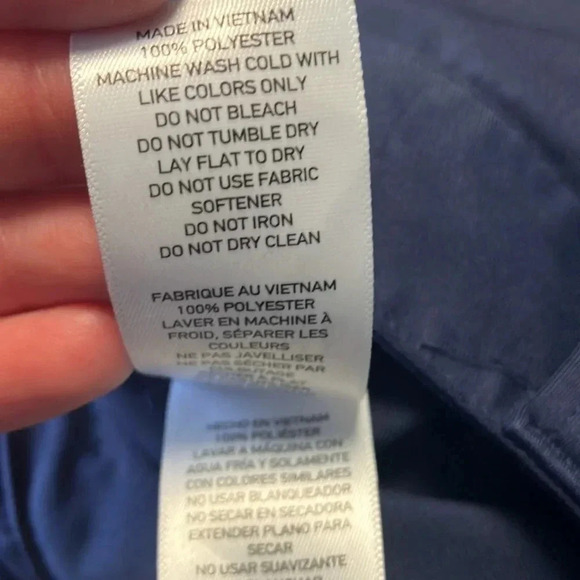 MADE IN VIETNAM
100% POLYESTER
MACHINE WASH COLD WITH
LIKE COLORS ONLY
DO NOT BLEACH
DO NOT TUMBLE DRY
LAY FLAT TO DRY
DO NOT USE FABRIC
SOFTENER
DO NOT IRON
DO NOT DRY CLEAN
FABRIQUE AU VIETNAM
100% POLYESTER
LAVER EN MACHINE À
FROID, SÉPARER LES
COULEURS
NE PAS JAVELLISER
NE PAS SÉCHER PAR
HECHO EN VIETNAM
100% POLIÉSTER
LAVAR A MÁQUINA CON
AGUA FRÍA Y SOLAMENTE
CON COLORES SIMILARES
NO USAR BLANQUEADOR
NO SECAR EN SECADORA
EXTENDER PLANO PARA
SECAR
NO USAR SUAVIZANTE